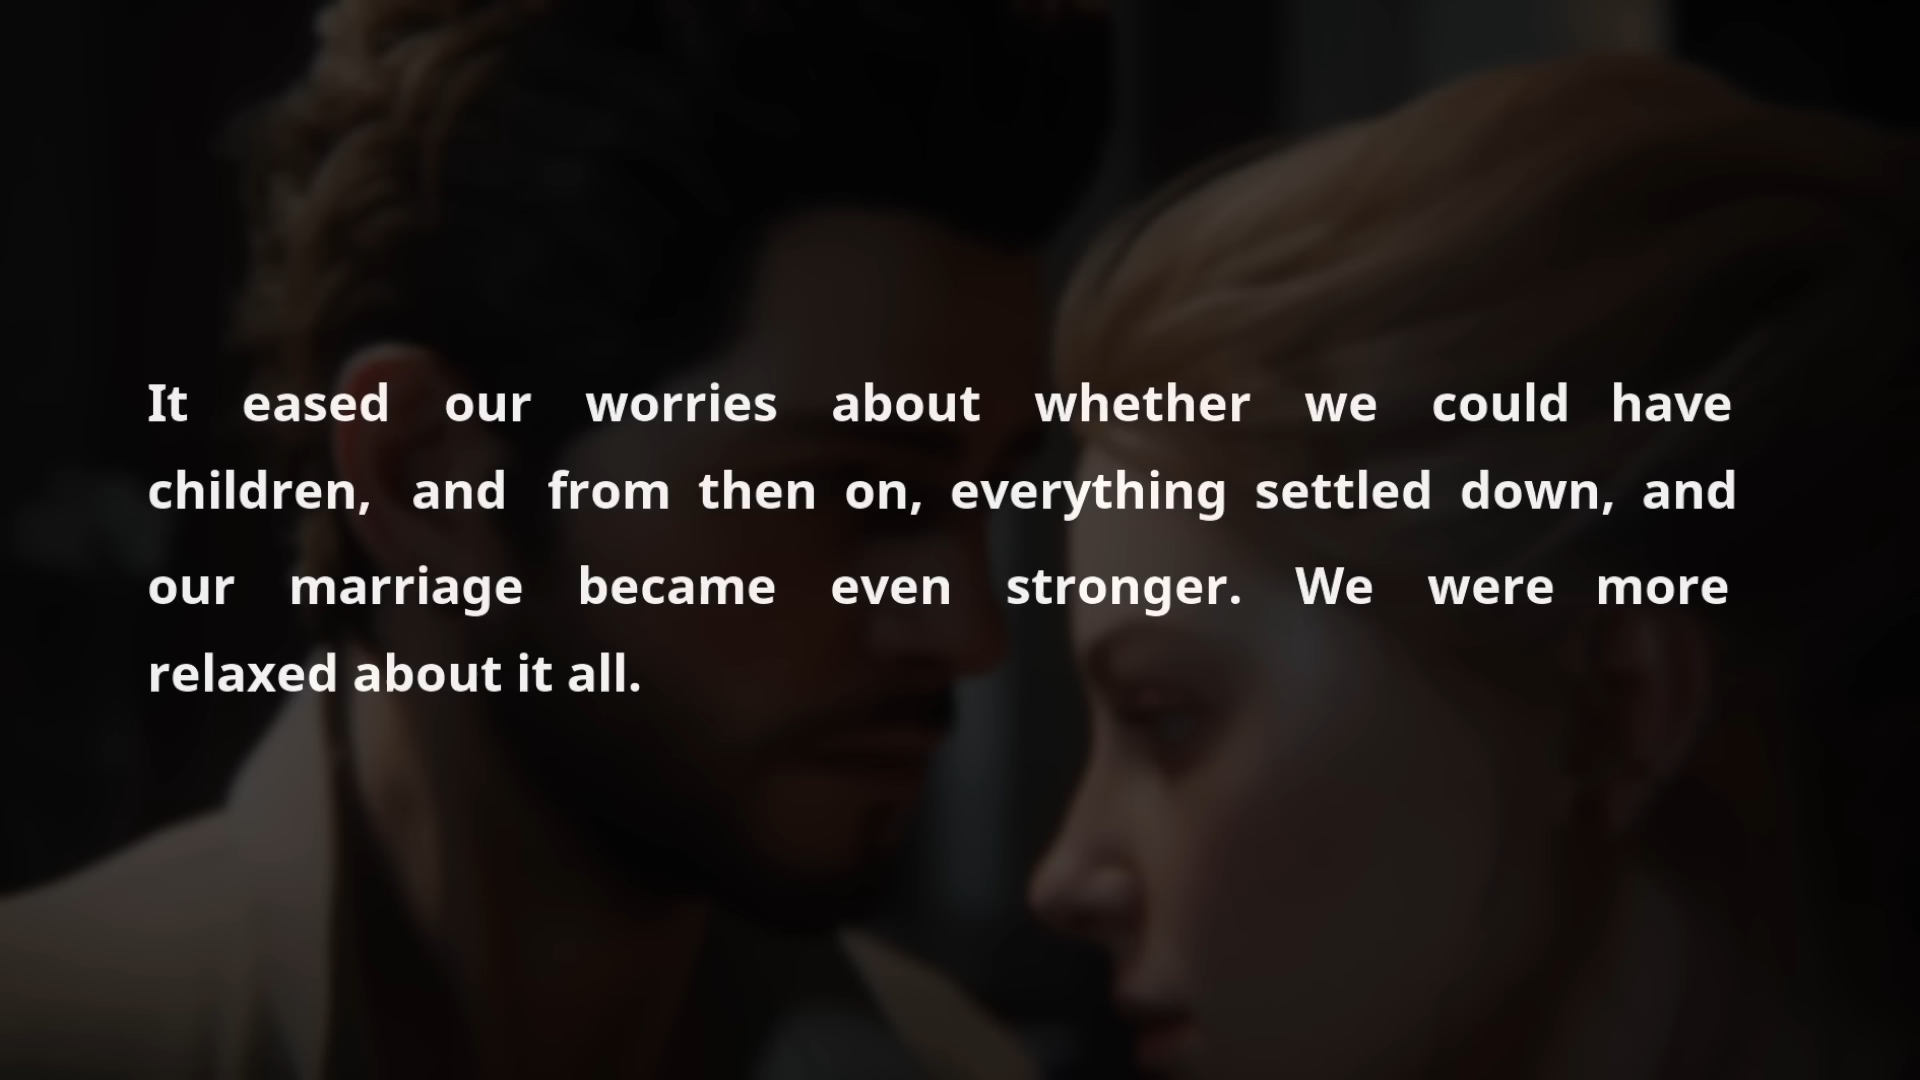 It eased our worries about whether we could have
children, and from then on, everything settled down, and
our marriage became even stronger. We were more
relaxed about it all.